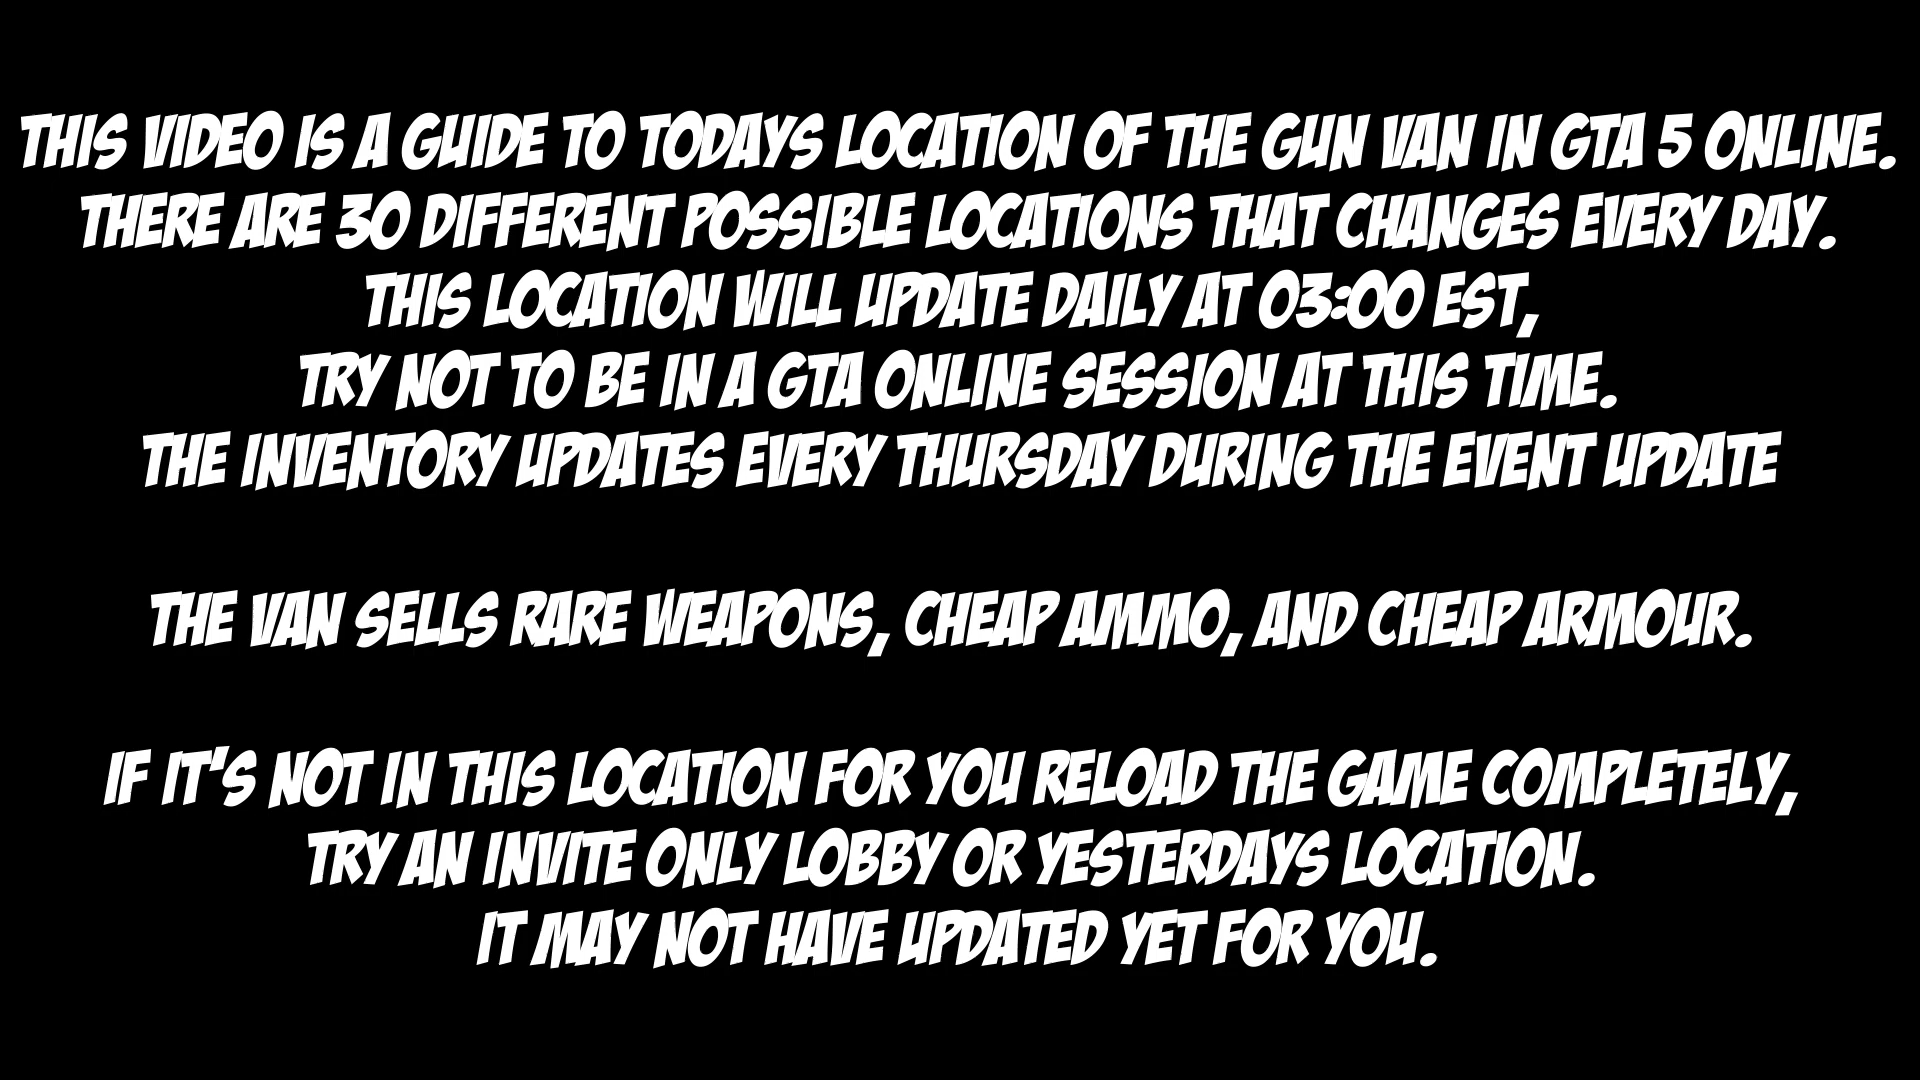 THIS VIDEO IS A GUIDE TO TODAYS LOCATION OF THE GUN VAN IN GTA 5 ONLINE.
THERE ARE 30 DIFFERENT POSSIBLE LOCATIONS THAT CHANGES EVERY DAY.
THIS LOCATION WILL UPDATE DAILY AT 03:00 EST,
TRY NOT TO BE IN A GTA ONLINE SESSION AT THIS TIME.
THE INVENTORY UPDATES EVERY THURSDAY DURING THE EVENT UPDATE
THE VAN SELLS RARE WEAPONS, CHEAP AMMO, AND CHEAP ARMOUR.
IF IT'S NOT IN THIS LOCATION FOR YOU RELOAD THE GAME COMPLETELY,
TRY AN INVITE ONLY LOBBY OR YESTERDAYS LOCATION.
IT MAY NOT HAVE UPDATED YET FOR YOU.